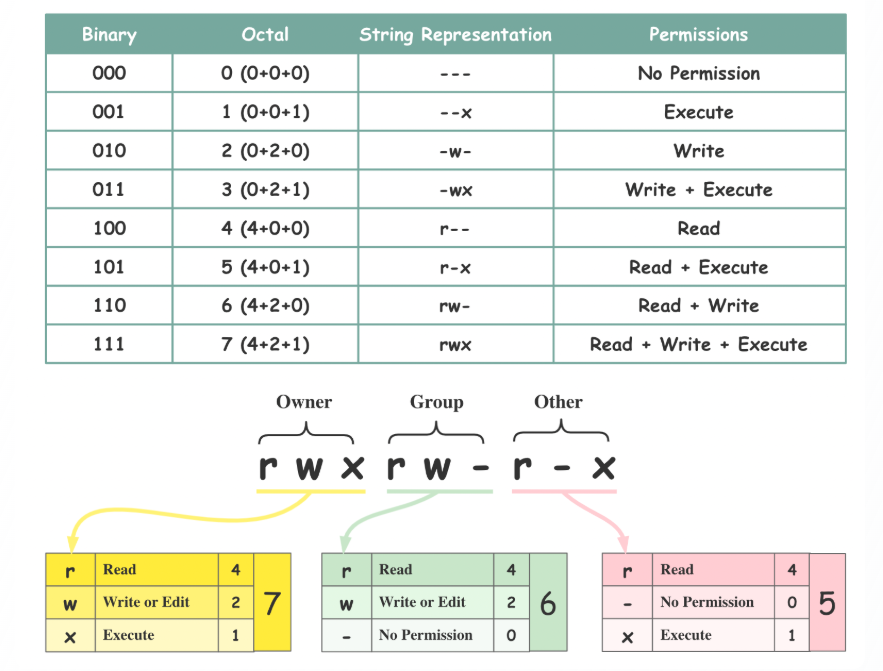 Binary Octal String Representation Permissions
000 0 (0+0+0) --- No Permission
001 1 (0+0+1) --x Execute
010 2 (0+2+0) -w- Write
011 3 (0+2+1) -wx Write + Execute
100 4 (4+0+0) r-- Read
101 5 (4+0+1) r-x Read + Execute
110 6 (4+2+0) rw- Read + Write
111 7 (4+2+1) rwx Read + Write + Execute
Owner Group Other
r w x r w - r - x
r Read 4
w Write or Edit 2
x Execute 1
7
r Read 4
w Write or Edit 2
- No Permission 0
6
r Read 4
- No Permission 0
x Execute 1
5